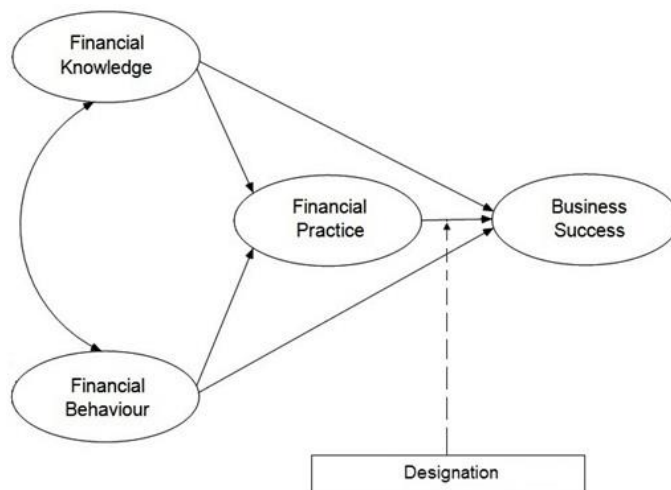 Financial
Knowledge
Financial
Practice
Business
Success
Financial
Behaviour
Designation